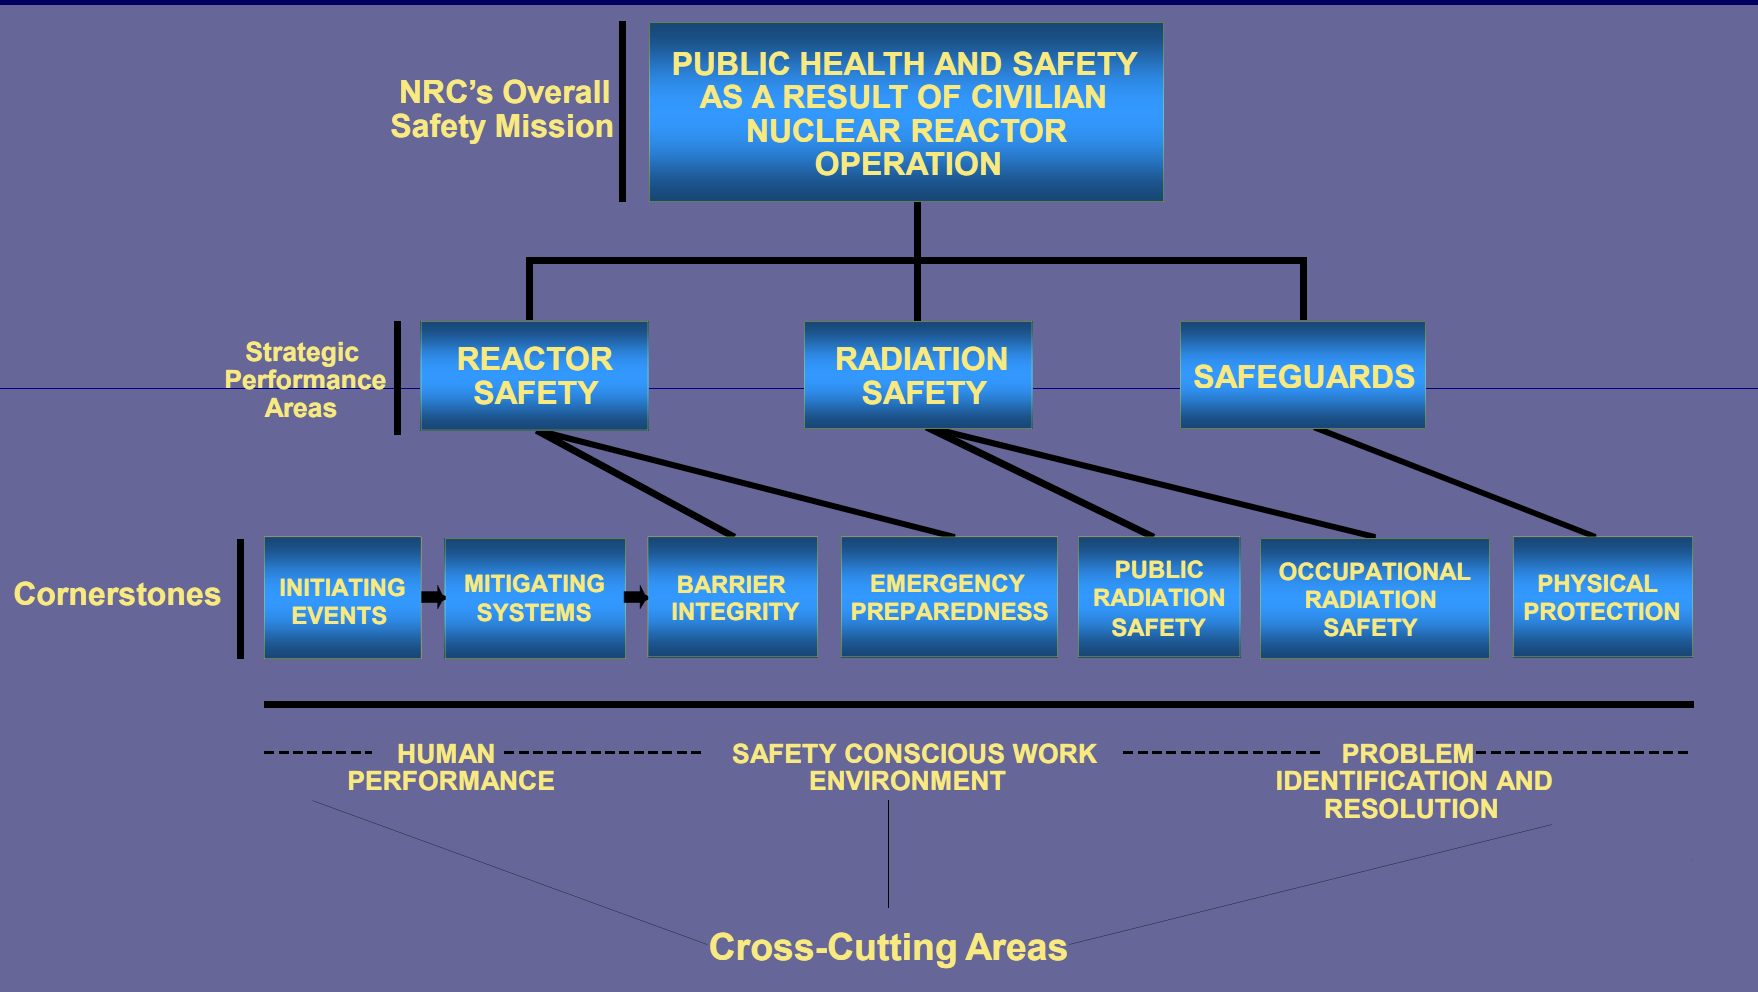 NRC’s Overall
Safety Mission
PUBLIC HEALTH AND SAFETY
AS A RESULT OF CIVILIAN
NUCLEAR REACTOR
OPERATION
Strategic
Performance
Areas
REACTOR
SAFETY
RADIATION
SAFETY
SAFEGUARDS
Cornerstones
INITIATING
EVENTS
MITIGATING
SYSTEMS
BARRIER
INTEGRITY
EMERGENCY
PREPAREDNESS
PUBLIC
RADIATION
SAFETY
OCCUPATIONAL
RADIATION
SAFETY
PHYSICAL
PROTECTION
HUMAN
PERFORMANCE
SAFETY CONSCIOUS WORK
ENVIRONMENT
PROBLEM
IDENTIFICATION AND
RESOLUTION
Cross-Cutting Areas